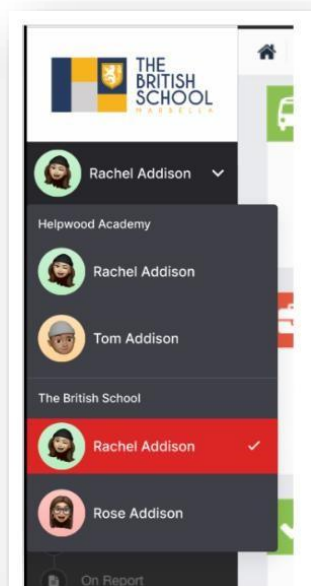 THE
BRITISH
SCHOOL
MARBELLA
Rachel Addison
Helpwood Academy
Rachel Addison
Tom Addison
The British School
Rachel Addison
Rose Addison
On Report